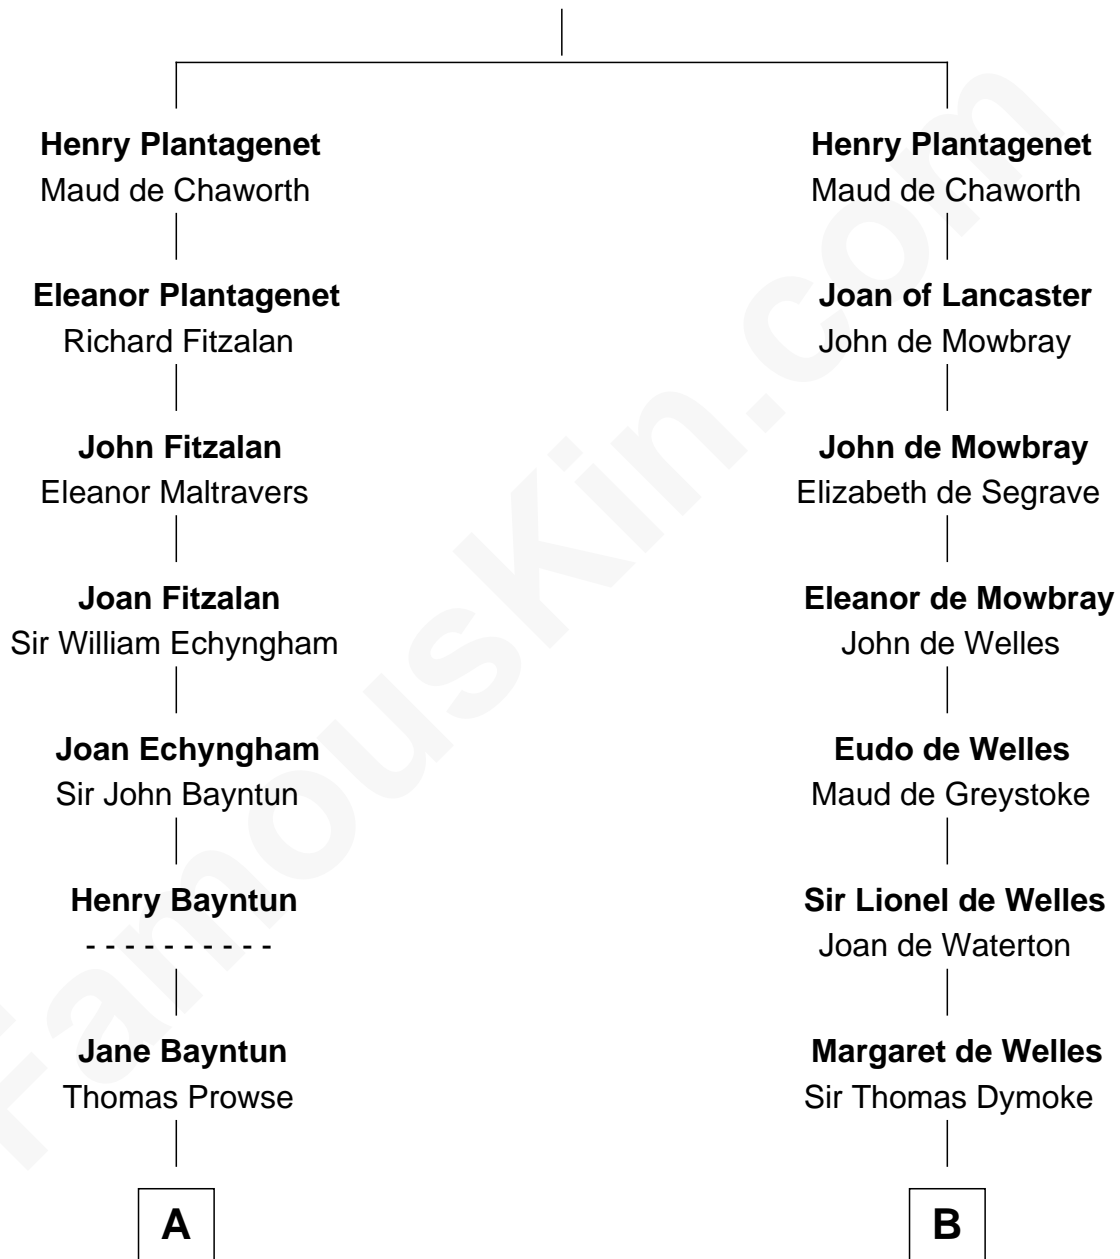 Henry Plantagenet
Maud de Chaworth
Eleanor Plantagenet
Richard Fitzalan
John Fitzalan
Eleanor Maltravers
Joan Fitzalan
Sir William Echyngham
Joan Echyngham
Sir John Bayntun
Henry Bayntun
- - - - - - - - - -
Jane Bayntun
Thomas Prowse
A
Henry Plantagenet
Maud de Chaworth
Joan of Lancaster
John de Mowbray
John de Mowbray
Elizabeth de Segrave
Eleanor de Mowbray
John de Welles
Eudo de Welles
Maud de Greystoke
Sir Lionel de Welles
Joan de Waterton
Margaret de Welles
Sir Thomas Dymoke
B
FamousKin.com